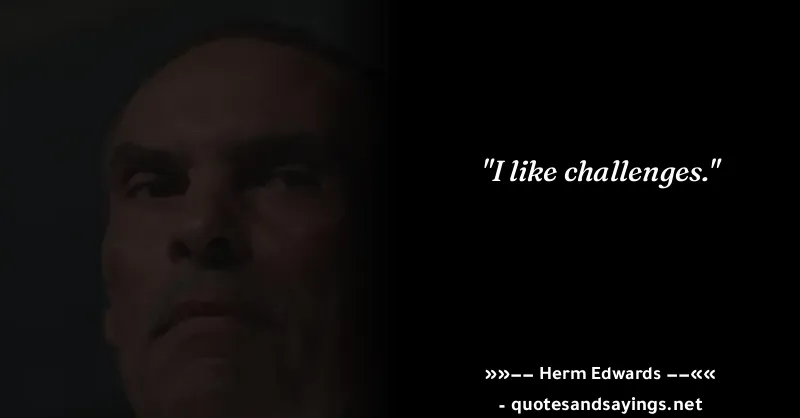 "I like challenges."
»»–– Herm Edwards ––««
- quotesandsayings.net